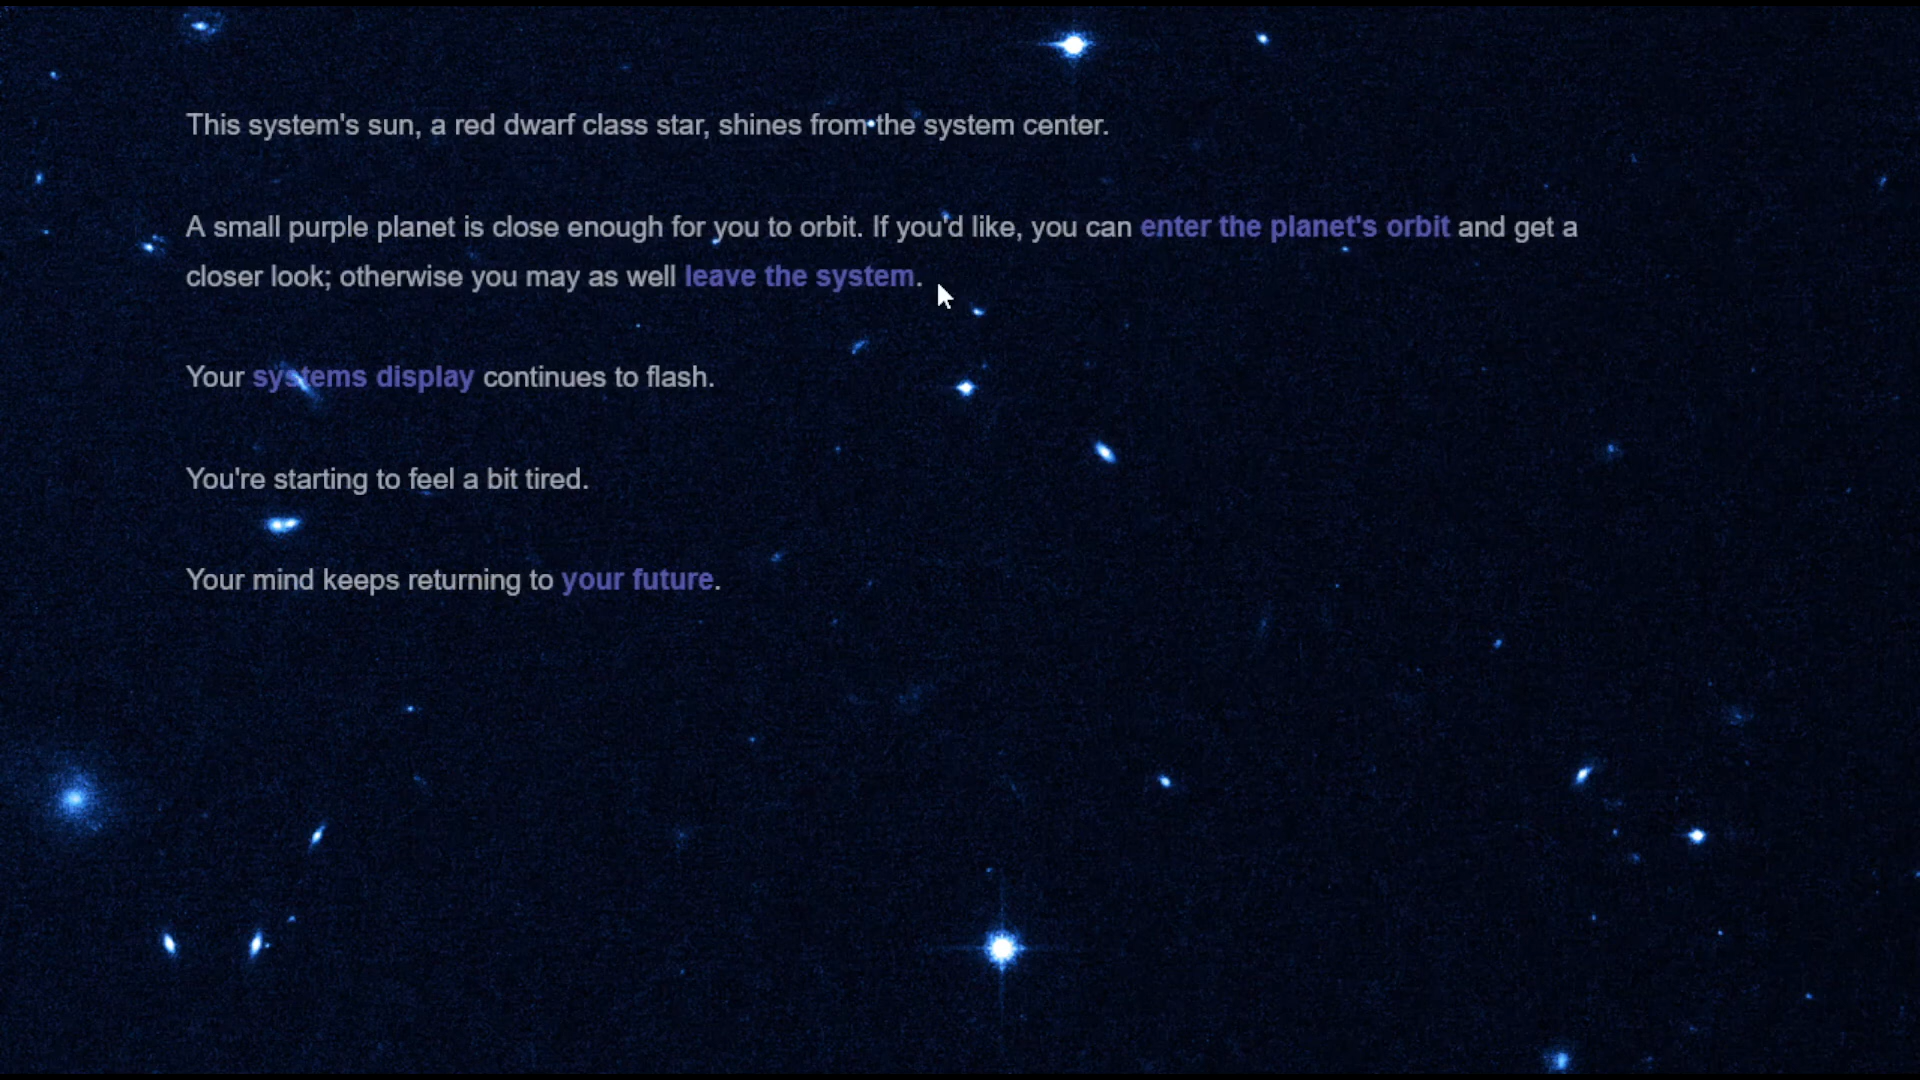 This system's sun, a red dwarf class star, shines from the system center.
A small purple planet is close enough for you to orbit. If you'd like, you can enter the planet's orbit and get a
closer look; otherwise you may as well leave the system.
Your systems display continues to flash.
You're starting to feel a bit tired.
Your mind keeps returning to your future.